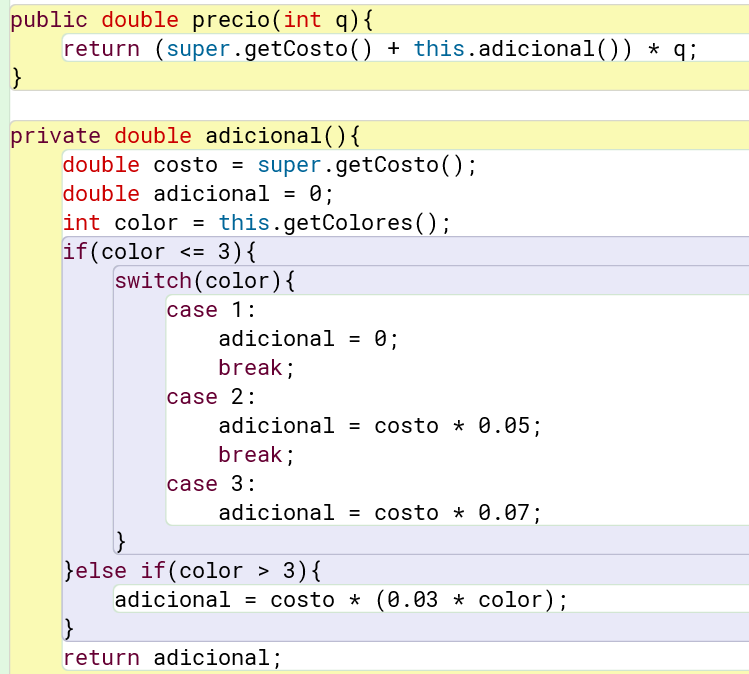 public double precio(int q){
    return (super.getCosto() + this.adicional()) * q;
}
private double adicional(){
    double costo = super.getCosto();
    double adicional = 0;
    int color = this.getColores();
    if(color <= 3){
        switch(color){
            case 1:
                adicional = 0;
                break;
            case 2:
                adicional = costo * 0.05;
                break;
            case 3:
                adicional = costo * 0.07;
        }
    }else if(color > 3){
        adicional = costo * (0.03 * color);
    }
    return adicional;